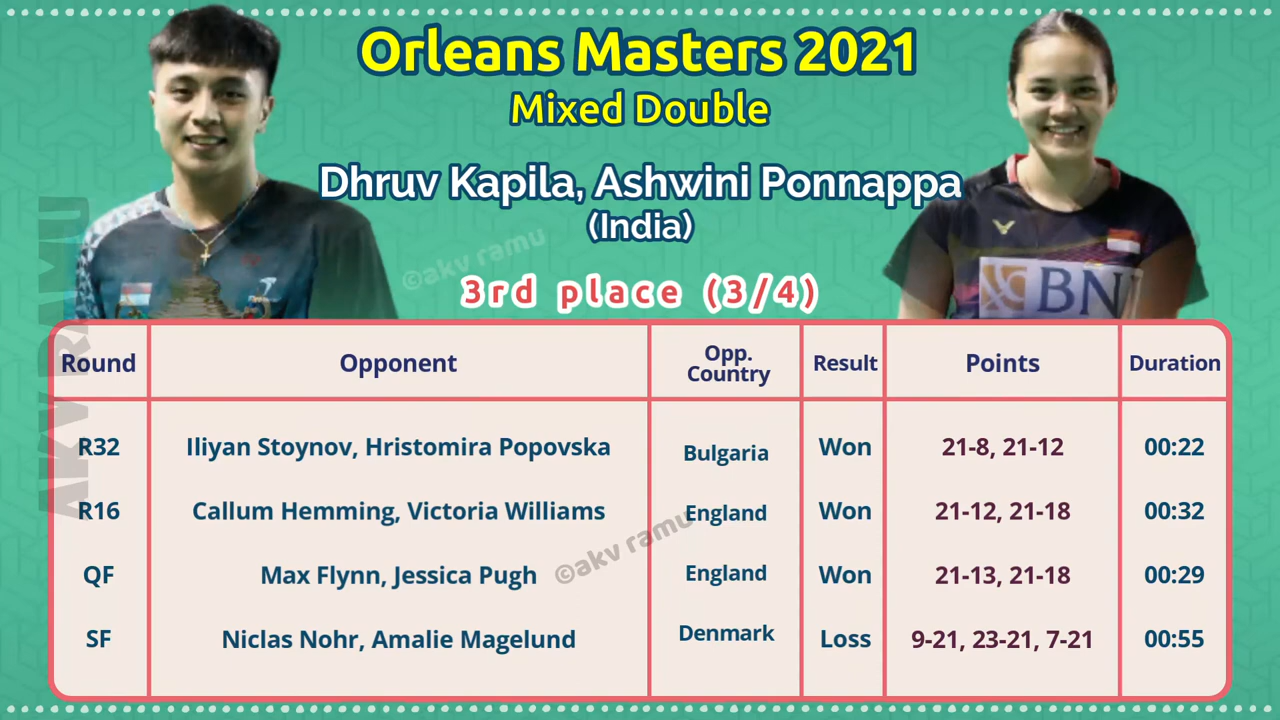 Orleans Masters 2021
Mixed Double
Dhruv Kapila, Ashwini Ponnappa
(India)
©akv ramu
3rd place (3/4)
BNI
AKV RAMU
Round Opponent Opp. Country Result Points Duration
R32 Iliyan Stoynov, Hristomira Popovska Bulgaria Won 21-8, 21-12 00:22
R16 Callum Hemming, Victoria Williams England Won 21-12, 21-18 00:32
©akv ramu
QF Max Flynn, Jessica Pugh England Won 21-13, 21-18 00:29
SF Niclas Nohr, Amalie Magelund Denmark Loss 9-21, 23-21, 7-21 00:55